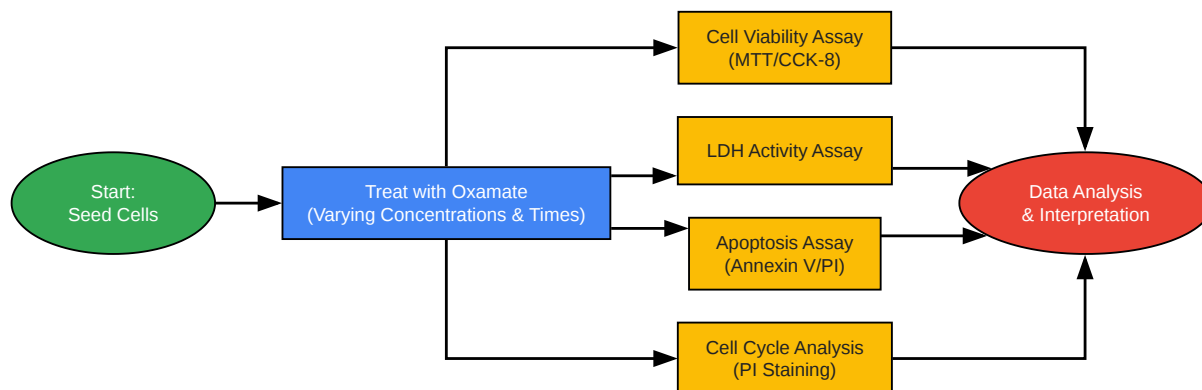 Start:
Seed Cells
Treat with Oxamate
(Varying Concentrations & Times)
Cell Viability Assay
(MTT/CCK-8)
LDH Activity Assay
Apoptosis Assay
(Annexin V/PI)
Cell Cycle Analysis
(PI Staining)
Data Analysis
& Interpretation